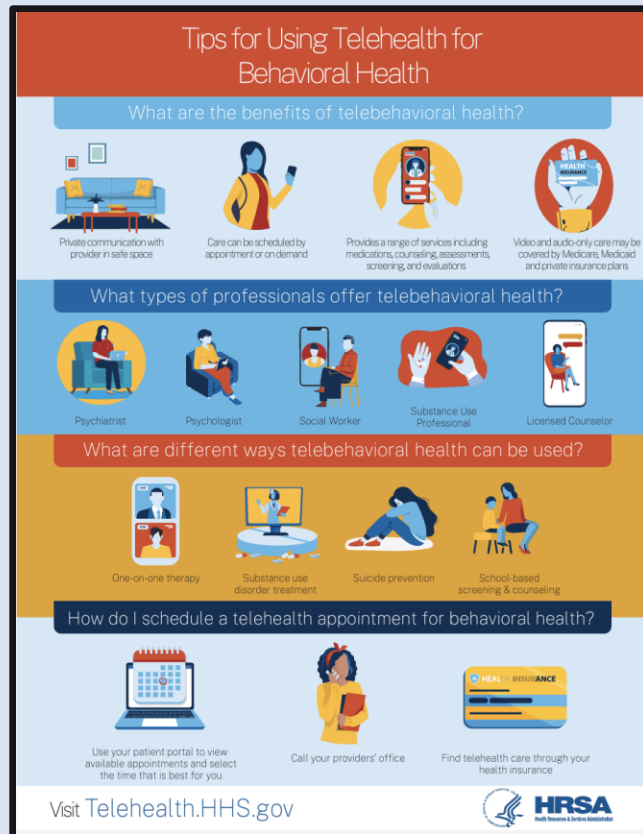 Tips for Using Telehealth for
Behavioral Health
What are the benefits of telebehavioral health?
HEALTH
INSURANCE
Private communication with
provider in safe space
Care can be scheduled by
appointment or on demand
Provides a range of services including
medications, counseling, assessments,
screening, and evaluations
Video and audio-only care may be
covered by Medicare, Medicaid
and private insurance plans
What types of professionals offer telebehavioral health?
Psychiatrist
Psychologist
Social Worker
Substance Use
Professional
Licensed Counselor
What are different ways telebehavioral health can be used?
One-on-one therapy
Substance use
disorder treatment
Suicide prevention
School-based
screening & counseling
How do I schedule a telehealth appointment for behavioral health?
HEALTH INSURANCE
Use your patient portal to view
available appointments and select
the time that is best for you
Call your providers' office
Find telehealth care through your
health insurance
Visit Telehealth.HHS.gov
HRSA
Health Resources & Services Administration